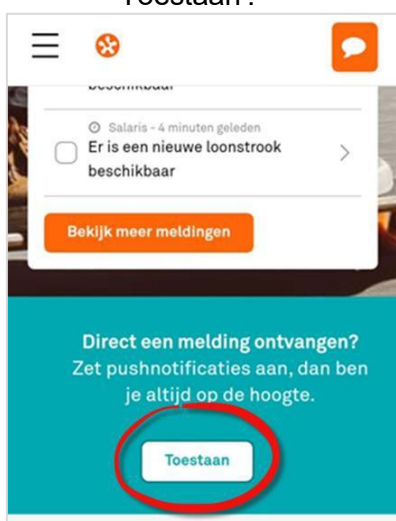 Toestaan'.
beschikbaar
Salaris - 4 minuten geleden
Er is een nieuwe loonstrook
beschikbaar
Bekijk meer meldingen
Direct een melding ontvangen?
Zet pushnotificaties aan, dan ben
je altijd op de hoogte.
Toestaan